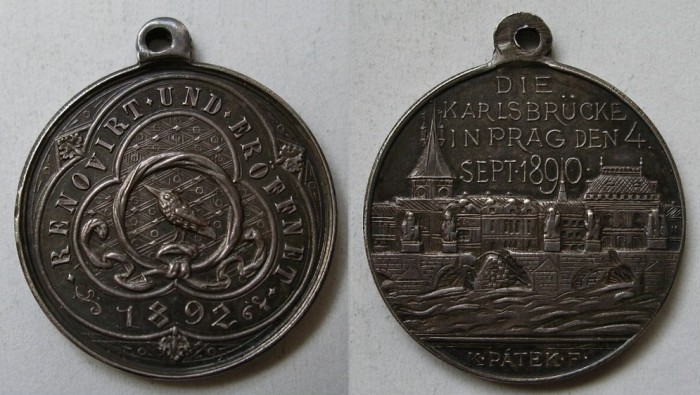 RENOVIRT · UND · ERÖFFNET
1892
DIE
KARLSBRÜCKE
IN PRAG DEN 4.
SEPT · 1890 ·
K · PÁTEK · F ·